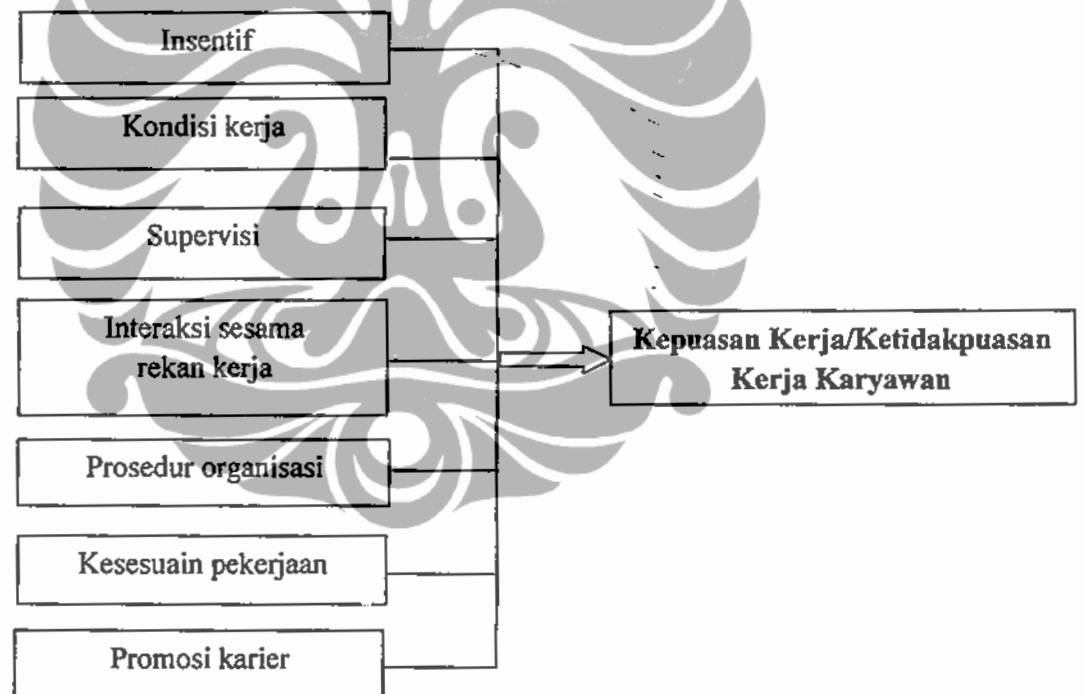 Insentif
Kondisi kerja
Supervisi
Interaksi sesama
rekan kerja
Prosedur organisasi
Kesesuain pekerjaan
Promosi karier
Kepuasan Kerja/Ketidakpuasan
Kerja Karyawan